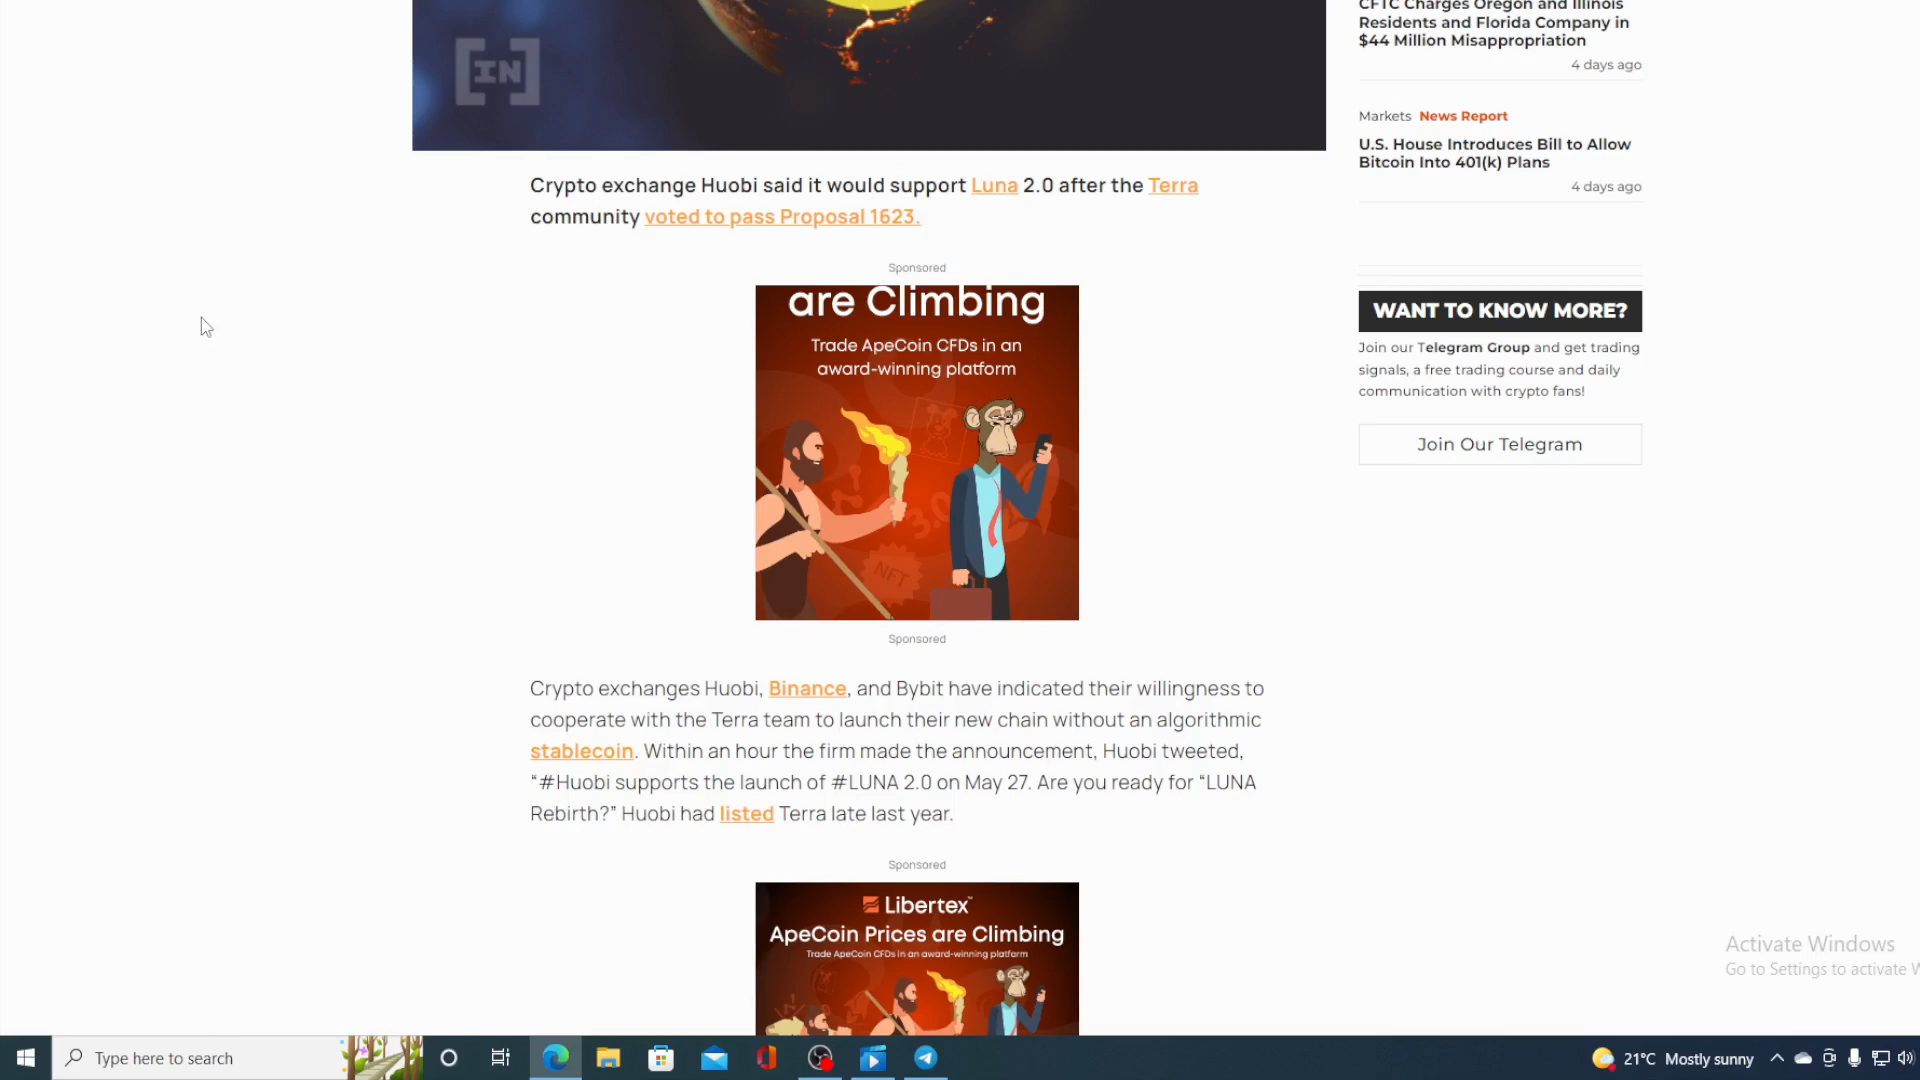 [IN]
CFTC Charges Oregon and Illinois
Residents and Florida Company in
$44 Million Misappropriation
4 days ago
Markets News Report
U.S. House Introduces Bill to Allow
Bitcoin Into 401(k) Plans
4 days ago
WANT TO KNOW MORE?
Join our Telegram Group and get trading
signals, a free trading course and daily
communication with crypto fans!
Join Our Telegram
Crypto exchange Huobi said it would support Luna 2.0 after the Terra
community voted to pass Proposal 1623.
Sponsored
are Climbing
Trade ApeCoin CFDs in an
award-winning platform
3.0
NFT
Sponsored
Crypto exchanges Huobi, Binance, and Bybit have indicated their willingness to
cooperate with the Terra team to launch their new chain without an algorithmic
stablecoin. Within an hour the firm made the announcement, Huobi tweeted,
“#Huobi supports the launch of #LUNA 2.0 on May 27. Are you ready for “LUNA
Rebirth?” Huobi had listed Terra late last year.
Sponsored
Libertex™
ApeCoin Prices are Climbing
Trade ApeCoin CFDs in an award-winning platform
Activate Windows
Go to Settings to activate W
Type here to search
21°C Mostly sunny